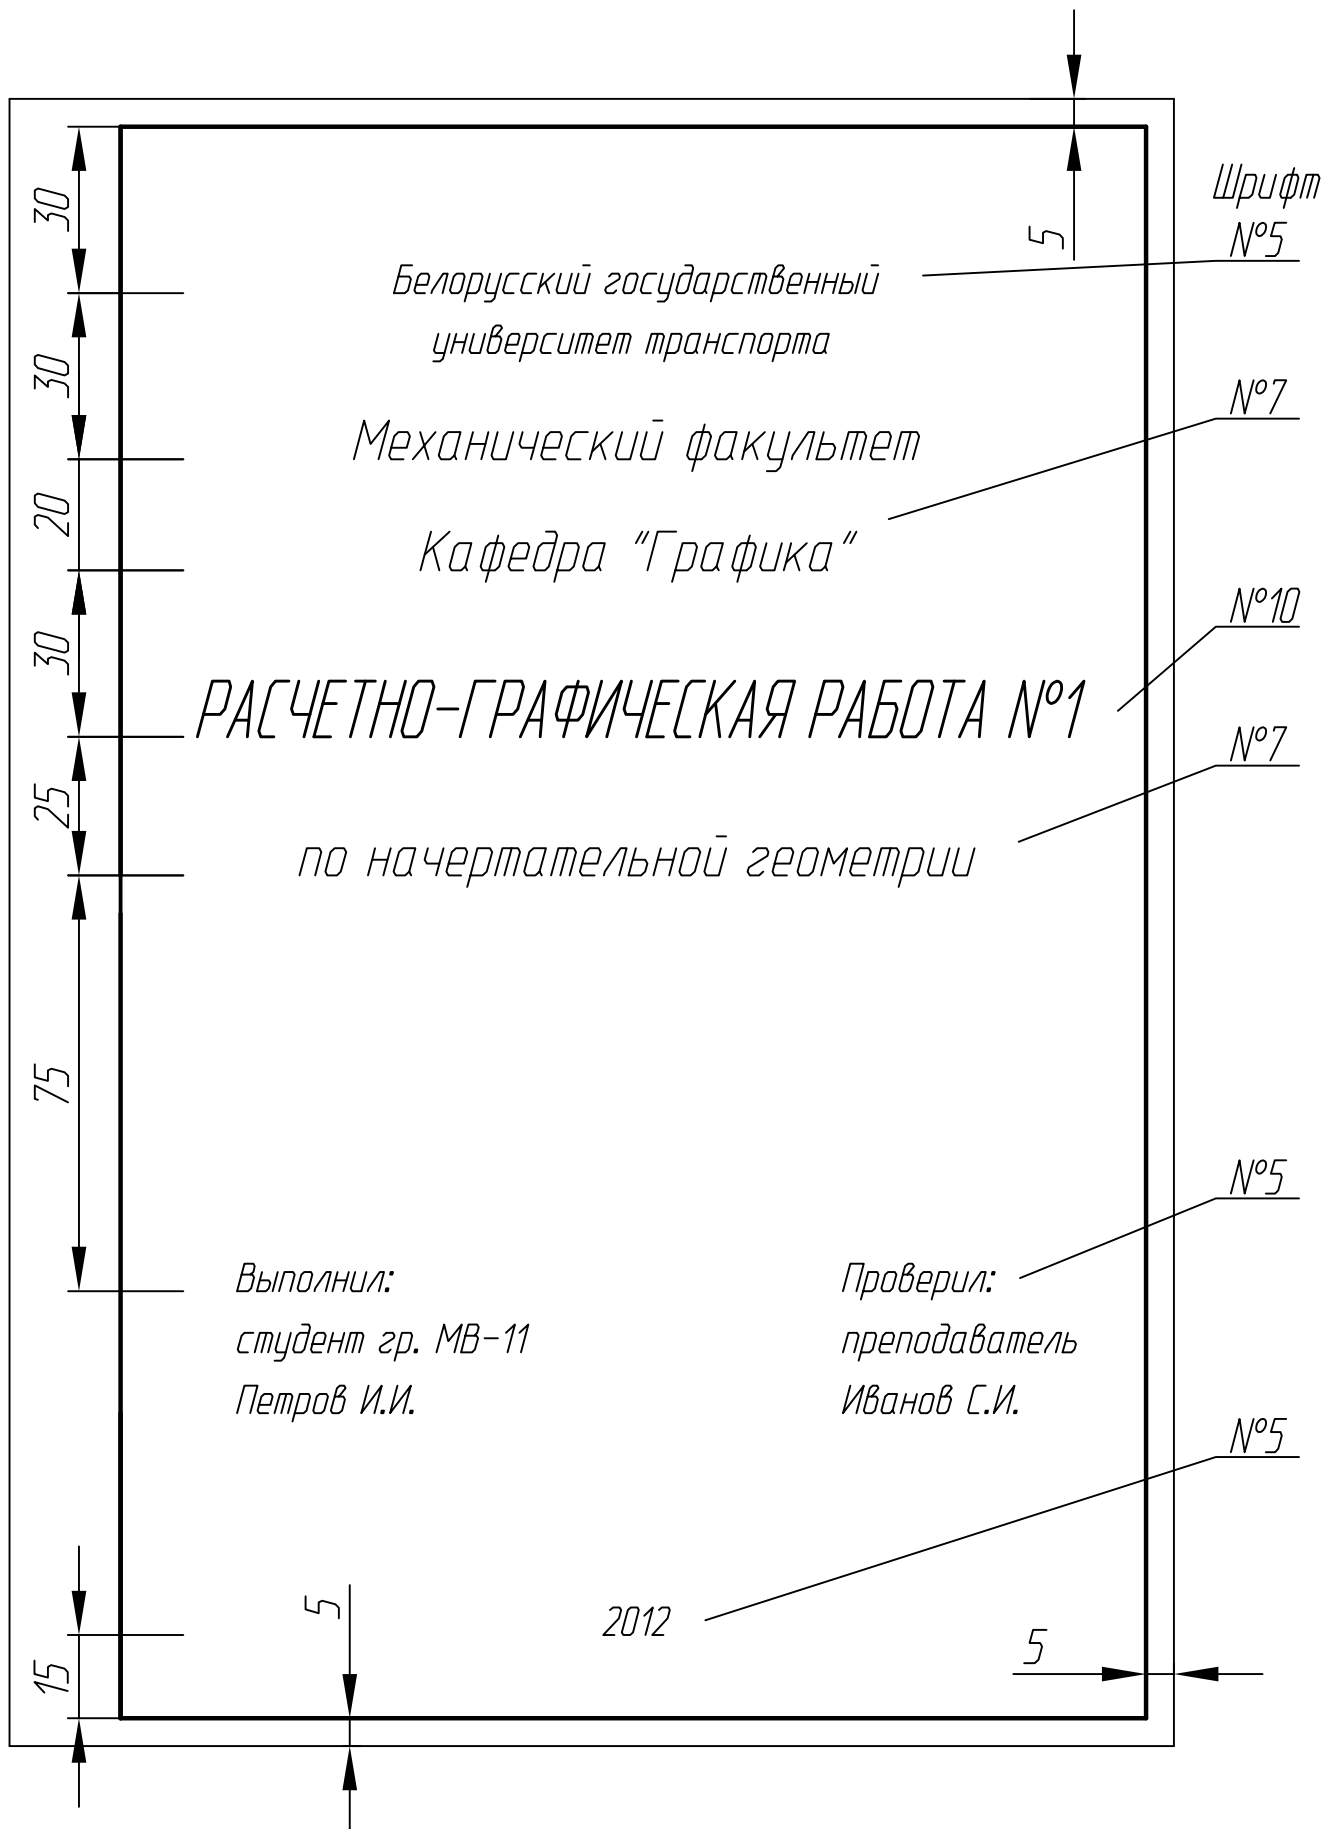 5
Шрифт
№5
30
Белорусский государственный
университет транспорта
30
№7
Механический факультет
20
Кафедра "Графика"
№10
30
РАСЧЕТНО-ГРАФИЧЕСКАЯ РАБОТА №1
№7
25
по начертательной геометрии
75
№5
Выполнил:
студент гр. МВ-11
Петров И.И.
Проверил:
преподаватель
Иванов С.И.
№5
5
2012
5
15